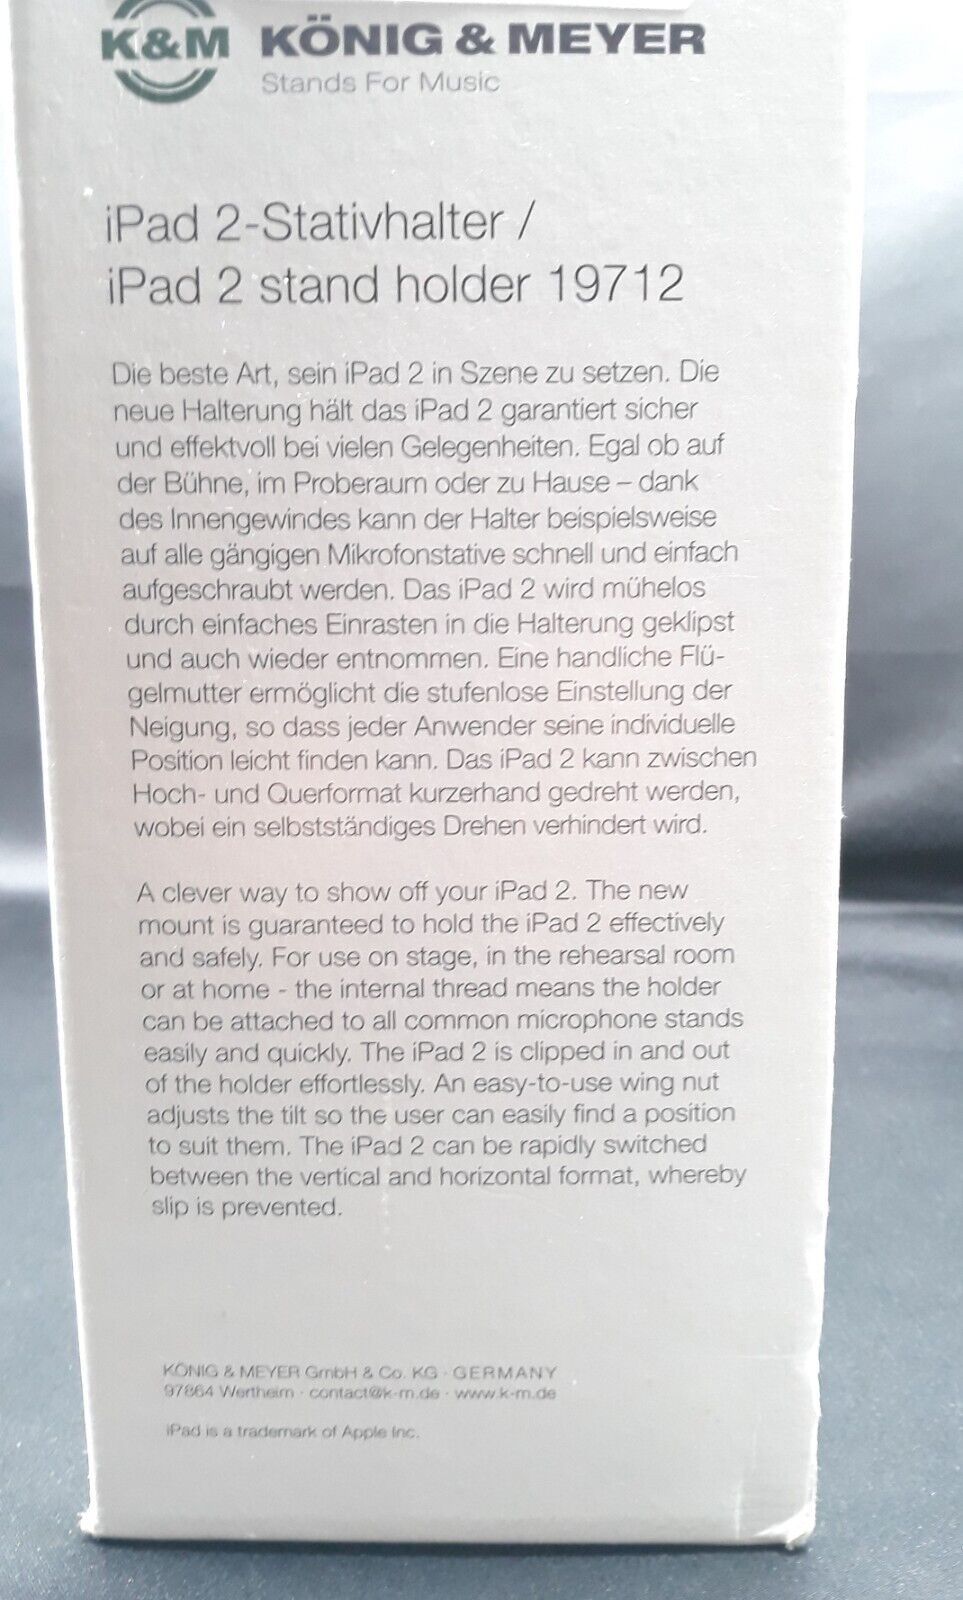 K&M KÖNIG & MEYER
Stands For Music
iPad 2-Stativhalter /
iPad 2 stand holder 19712
Die beste Art, sein iPad 2 in Szene zu setzen. Die
neue Halterung hält das iPad 2 garantiert sicher
und effektvoll bei vielen Gelegenheiten. Egal ob auf
der Bühne, im Proberaum oder zu Hause – dank
des Innengewindes kann der Halter beispielsweise
auf alle gängigen Mikrofonstative schnell und einfach
aufgeschraubt werden. Das iPad 2 wird mühelos
durch einfaches Einrasten in die Halterung geklipst
und auch wieder entnommen. Eine handliche Flü-
gelmutter ermöglicht die stufenlose Einstellung der
Neigung, so dass jeder Anwender seine individuelle
Position leicht finden kann. Das iPad 2 kann zwischen
Hoch- und Querformat kurzerhand gedreht werden,
wobei ein selbstständiges Drehen verhindert wird.
A clever way to show off your iPad 2. The new
mount is guaranteed to hold the iPad 2 effectively
and safely. For use on stage, in the rehearsal room
or at home - the internal thread means the holder
can be attached to all common microphone stands
easily and quickly. The iPad 2 is clipped in and out
of the holder effortlessly. An easy-to-use wing nut
adjusts the tilt so the user can easily find a position
to suit them. The iPad 2 can be rapidly switched
between the vertical and horizontal format, whereby
slip is prevented.
KÖNIG & MEYER GmbH & Co. KG · GERMANY
97864 Wertheim · contact@k-m.de · www.k-m.de
iPad is a trademark of Apple Inc.